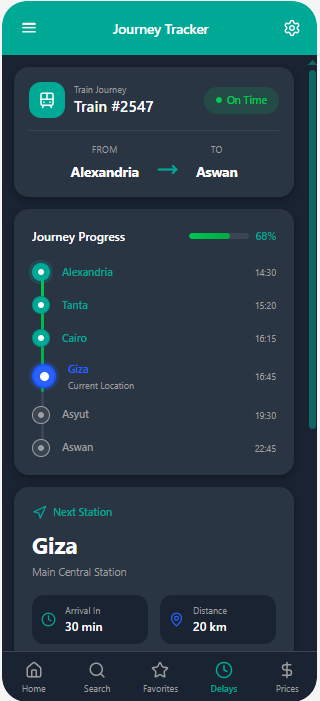 Journey Tracker
Train Journey
Train #2547
On Time
FROM TO
Alexandria Aswan
Journey Progress 68%
Alexandria 14:30
Tanta 15:20
Cairo 16:15
Giza 16:45
Current Location
Asyut 19:30
Aswan 22:45
Next Station
Giza
Main Central Station
Arrival In Distance
30 min 20 km
Home Search Favorites Delays Prices